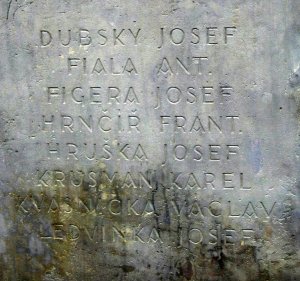 DUBSKÝ JOSEF
FIALA ANT.
FIGERA JOSEF
HRNČÍŘ FRANT.
HRUŠKA JOSEF
KRUSMAN KAREL
KVASNIČKA VÁCLAV
LEDVINKA JOSEF